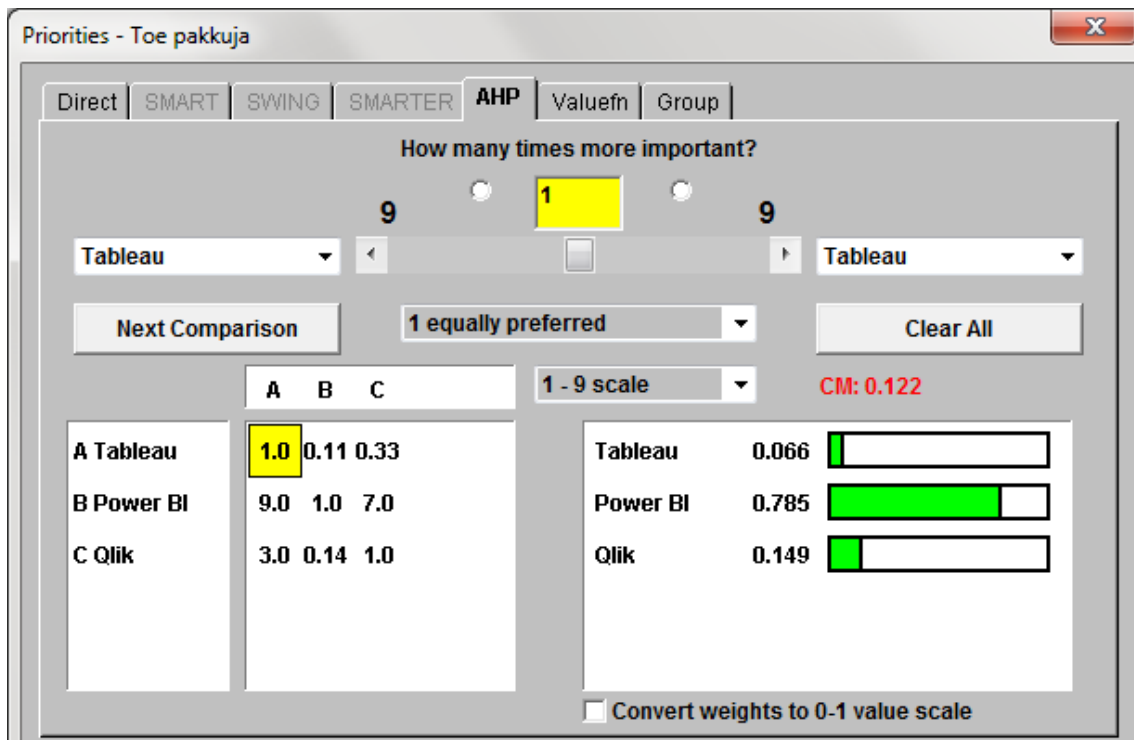 Priorities - Toe pakkuja
X
Direct SMART SWING SMARTER AHP Valuefn Group
How many times more important?
9 1 9
Tableau Tableau
Next Comparison 1 equally preferred Clear All
A B C 1 - 9 scale CM: 0.122
A Tableau 1.0 0.11 0.33 Tableau 0.066
B Power BI 9.0 1.0 7.0 Power BI 0.785
C Qlik 3.0 0.14 1.0 Qlik 0.149
Convert weights to 0-1 value scale